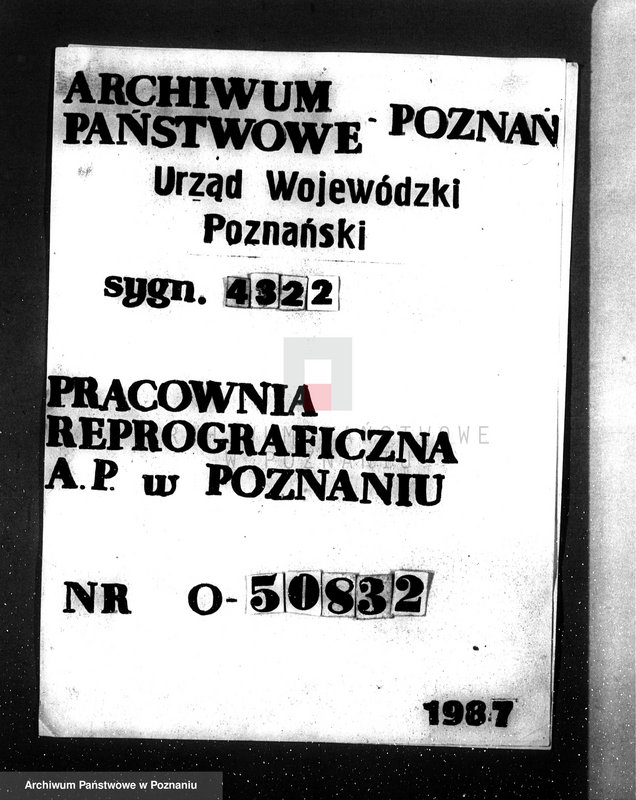 ARCHIWUM
PAŃSTWOWE - POZNAŃ
Urząd Wojewódzki
Poznański
sygn. 4322
PRACOWNIA
REPROGRAFICZNA
A.P. w POZNANIU
NR O-50832
1987
Archiwum Państwowe w Poznaniu